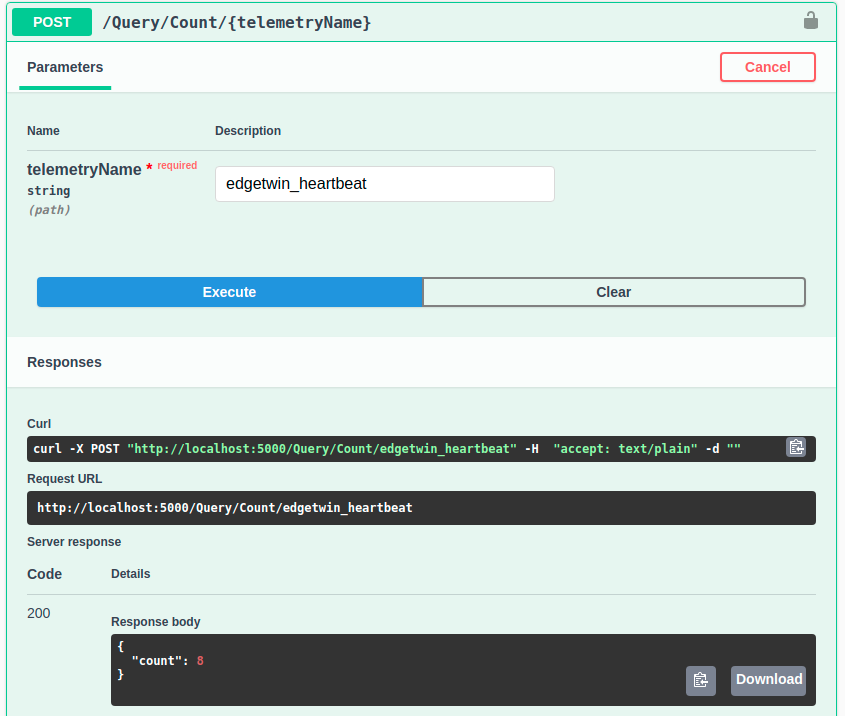 POST /Query/Count/{telemetryName}
Parameters Cancel
Name Description
telemetryName * required edgetwin_heartbeat
string
(path)
Execute Clear
Responses
Curl
curl -X POST "http://localhost:5000/Query/Count/edgetwin_heartbeat" -H  "accept: text/plain" -d ""
Request URL
http://localhost:5000/Query/Count/edgetwin_heartbeat
Server response
Code Details
200
Response body
{
  "count": 8
}
Download